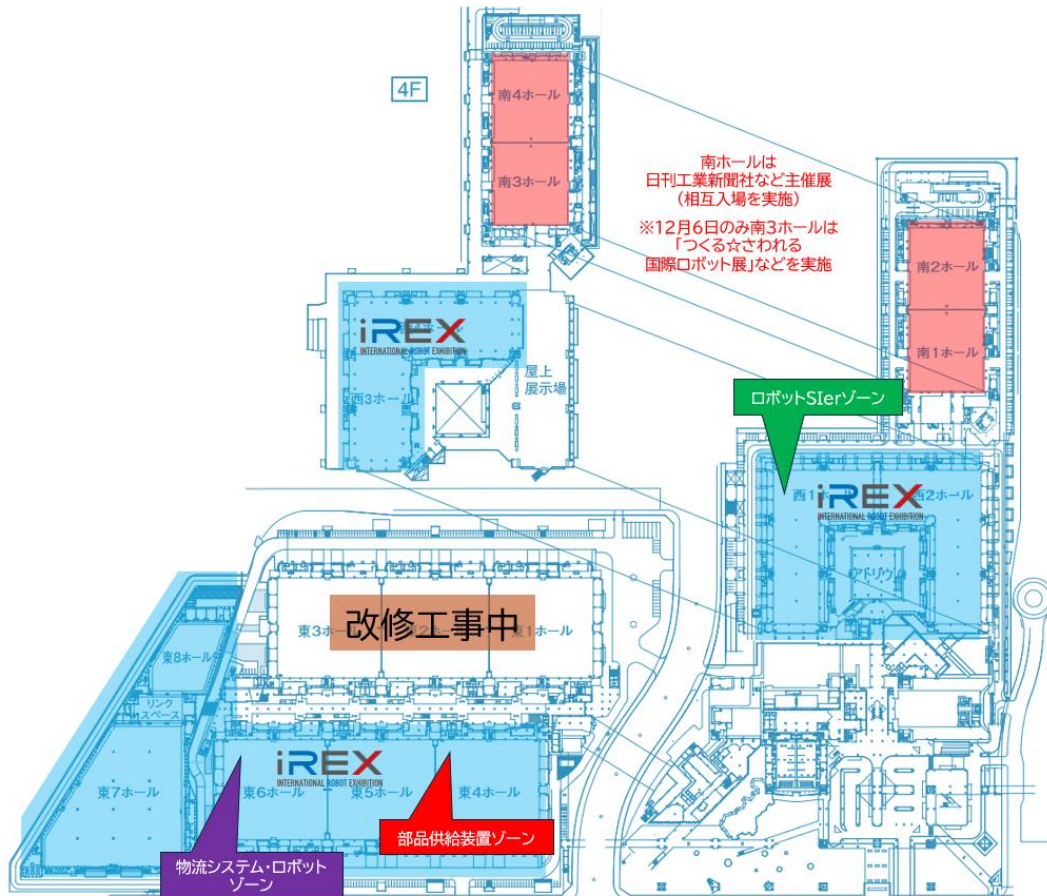 4F
南4ホール
南3ホール
南ホールは
日刊工業新聞社など主催展
(相互入場を実施)
※12月6日のみ南3ホールは
「つくる☆さわれる
国際ロボット展」などを実施
南2ホール
南1ホール
iREX
INTERNATIONAL ROBOT EXHIBITION
西3ホール
屋上
展示場
ロボットSIerゾーン
西1ホ
iREX
西2ホール
INTERNATIONAL ROBOT EXHIBITION
アトリウム
改修工事中
東3ホール
東1ホール
東8ホール
リンク
スペース
東7ホール
iREX
INTERNATIONAL ROBOT EXHIBITION
東6ホール
東5ホール
東4ホール
部品供給装置ゾーン
物流システム・ロボット
ゾーン